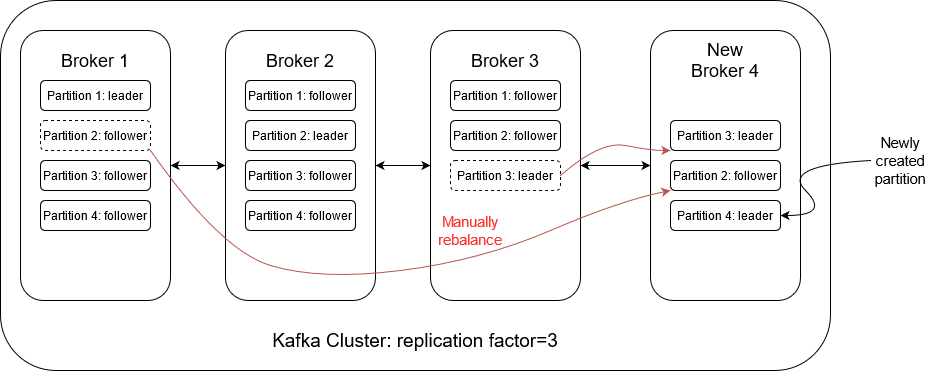 Broker 1
Partition 1: leader
Partition 2: follower
Partition 3: follower
Partition 4: follower
Broker 2
Partition 1: follower
Partition 2: leader
Partition 3: follower
Partition 4: follower
Broker 3
Partition 1: follower
Partition 2: follower
Partition 3: leader
New
Broker 4
Partition 3: leader
Partition 2: follower
Partition 4: leader
Newly
created
partition
Manually
rebalance
Kafka Cluster: replication factor=3